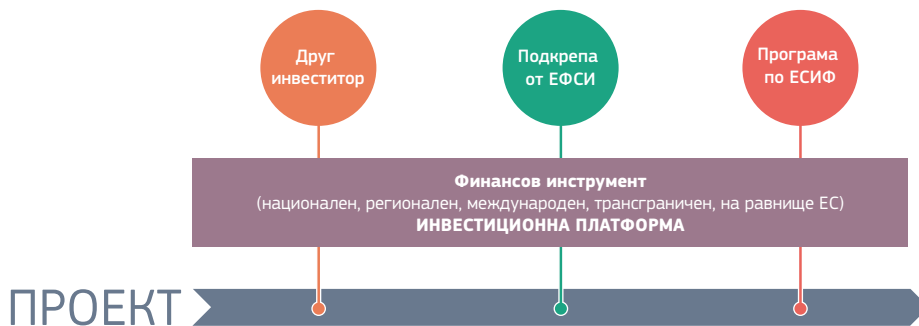 Друг
инвеститор
Подкрепа
от ЕФСИ
Програма
по ЕСИФ
Финансов инструмент
(национален, регионален, международен, трансграничен, на равнище ЕС)
ИНВЕСТИЦИОННА ПЛАТФОРМА
ПРОЕКТ